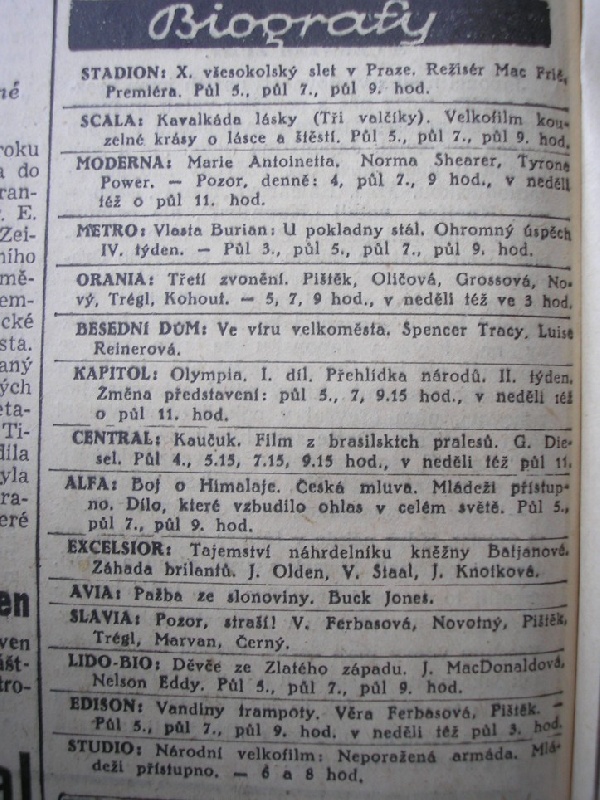 Biografy
STADION: X. všesokolský slet v Praze. Režisér Mac Frič,
Premiéra. Půl 5., půl 7., půl 9. hod.
SCALA: Kavalkáda lásky (Tři valčíky). Velkofilm kou-
zelné krásy o lásce a štěstí. Půl 5., půl 7., půl 9. hod.
MODERNA: Marie Antoinetta. Norma Shearer, Tyrone
Power. — Pozor, denně: 4, půl 7., 9 hod., v neděli
též o půl 11. hod.
METRO: Vlasta Burian: U pokladny stál. Ohromný úspěch
IV. týden. — Půl 3., půl 5., půl 7., půl 9. hod.
ORANIA: Třetí zvonění. Pištěk, Oličová, Grossová, No-
vý, Trégl, Kohout. — 5, 7, 9 hod., v neděli též ve 3 hod.
BESEDNÍ DŮM: Ve víru velkoměsta. Spencer Tracy, Luise
Reinerová.
KAPITOL: Olympia. I. díl. Přehlídka národů. II. týden.
Změna představení: půl 5., 7, 9.15 hod., v neděli též
o půl 11. hod.
CENTRAL: Kaučuk. Film z brasilských pralesů. G. Die-
sel. Půl 4., 5.15, 7.15, 9.15 hod., v neděli též půl 11.
ALFA: Boj o Himalaje. Česká mluva. Mládeži přístup-
no. Dílo, které vzbudilo ohlas v celém světě. Půl 5.,
půl 7., půl 9. hod.
EXCELSIOR: Tajemství náhrdelníku kněžny Batjanové.
Záhada brilantů. J. Olden, V. Staal, J. Knotková.
AVIA: Pažba ze slonoviny. Buck Jones.
SLAVIA: Pozor, straší! V. Ferbasová, Novotný, Pištěk,
Trégl, Marvan, Černý.
LIDO-BIO: Děvče ze Zlatého západu. J. MacDonaldová,
Nelson Eddy. Půl 5., půl 7., půl 9. hod.
EDISON: Vandiny trampoty. Věra Ferbasová, Pištěk. —
Půl 5., půl 7., půl 9. hod. v neděli též půl 3. hod.
STUDIO: Národní velkofilm: Neporažená armáda. Mlá-
deži přístupno. — 6 a 8 hod.